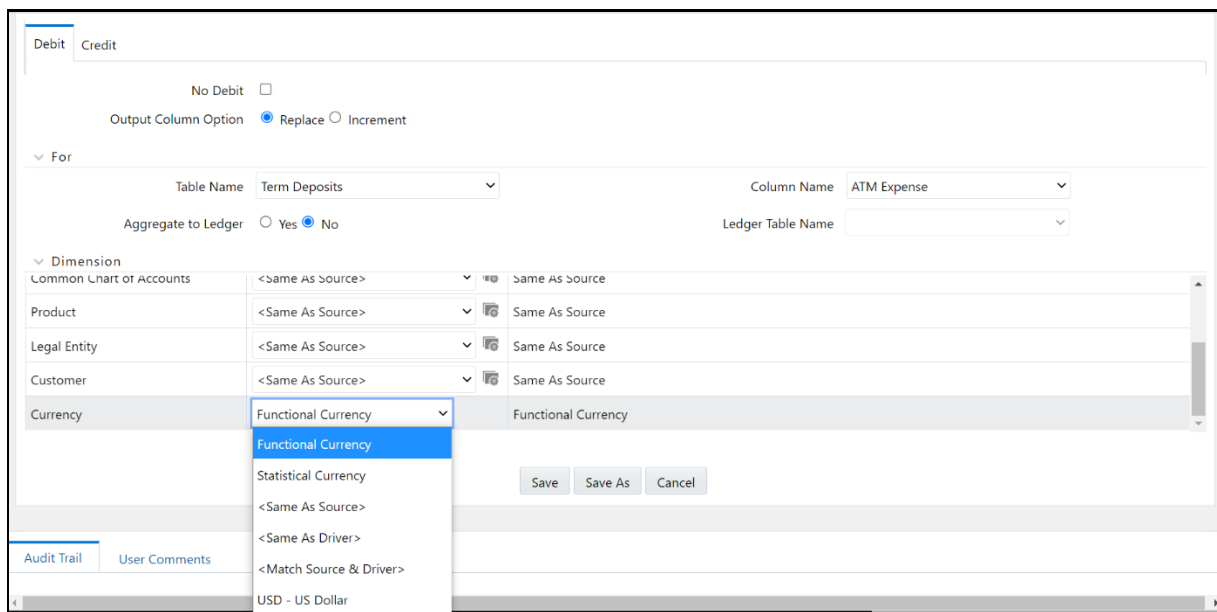 Debit Credit
No Debit
Output Column Option Replace Increment
For
Table Name Term Deposits Column Name ATM Expense
Aggregate to Ledger Yes No Ledger Table Name
Dimension
Common Chart of Accounts <Same As Source> Same As Source
Product <Same As Source> Same As Source
Legal Entity <Same As Source> Same As Source
Customer <Same As Source> Same As Source
Currency Functional Currency Functional Currency
Functional Currency
Statistical Currency
Save Save As Cancel
<Same As Source>
<Same As Driver>
Audit Trail User Comments
<Match Source & Driver>
USD - US Dollar